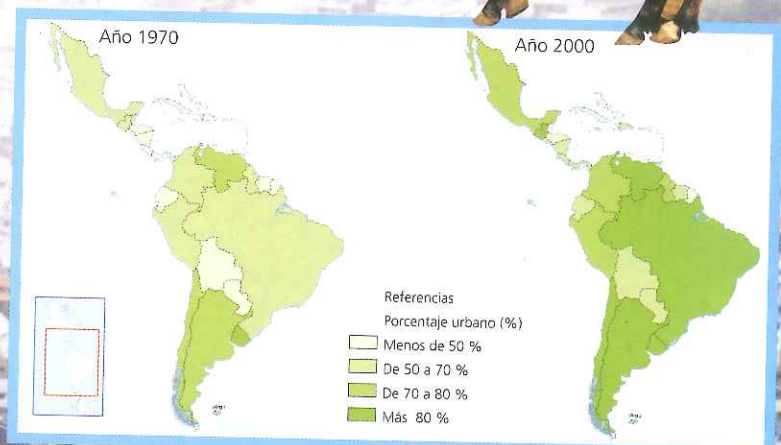 Año 1970
Año 2000
Referencias
Porcentaje urbano (%)
Menos de 50 %
De 50 a 70 %
De 70 a 80 %
Más 80 %